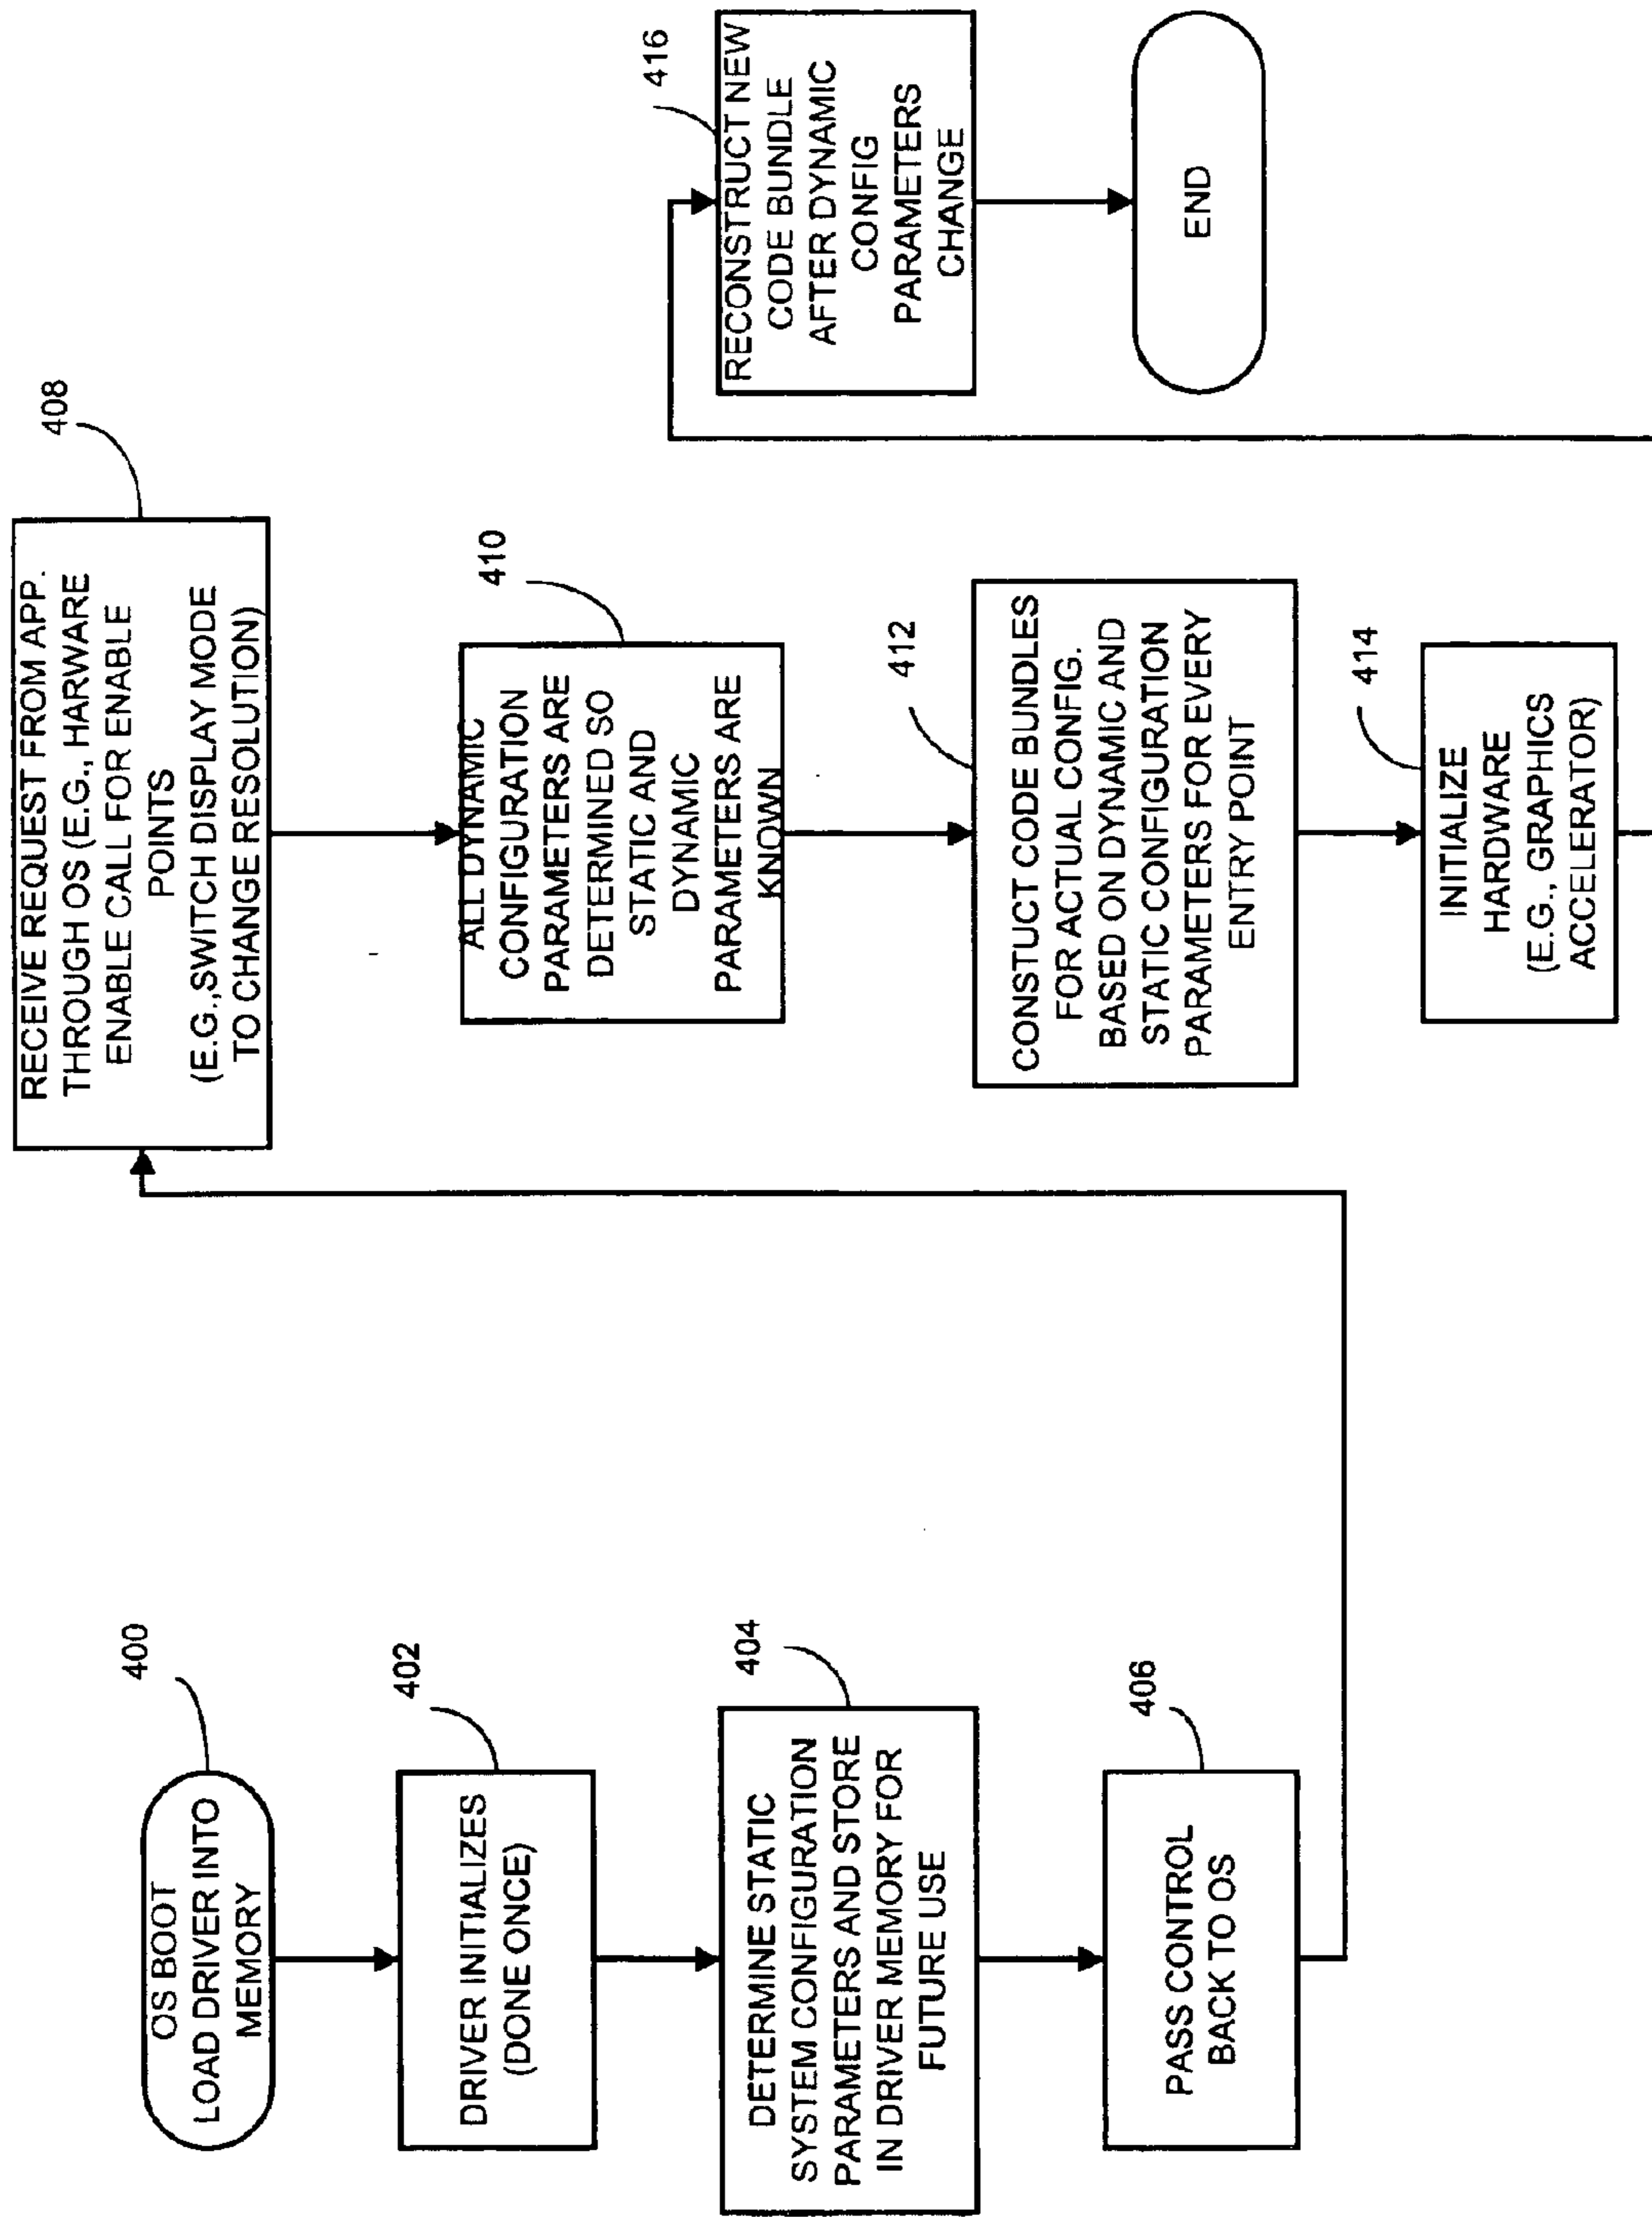 400
OS BOOT
LOAD DRIVER INTO
MEMORY
402
DRIVER INITIALIZES
(DONE ONCE)
404
DETERMINE STATIC
SYSTEM CONFIGURATION
PARAMETERS AND STORE
IN DRIVER MEMORY FOR
FUTURE USE
406
PASS CONTROL
BACK TO OS
408
RECEIVE REQUEST FROM APP.
THROUGH OS (E.G., HARWARE
ENABLE CALL FOR ENABLE
POINTS
(E.G.,SWITCH DISPLAY MODE
TO CHANGE RESOLUTION)
410
ALL DYNAMIC
CONFIGURATION
PARAMETERS ARE
DETERMINED SO
STATIC AND
DYNAMIC
PARAMETERS ARE
KNOWN
412
CONSTUCT CODE BUNDLES
FOR ACTUAL CONFIG.
BASED ON DYNAMIC AND
STATIC CONFIGURATION
PARAMETERS FOR EVERY
ENTRY POINT
414
INITIALIZE
HARDWARE
(E.G., GRAPHICS
ACCELERATOR)
416
RECONSTRUCT NEW
CODE BUNDLE
AFTER DYNAMIC
CONFIG
PARAMETERS
CHANGE
END